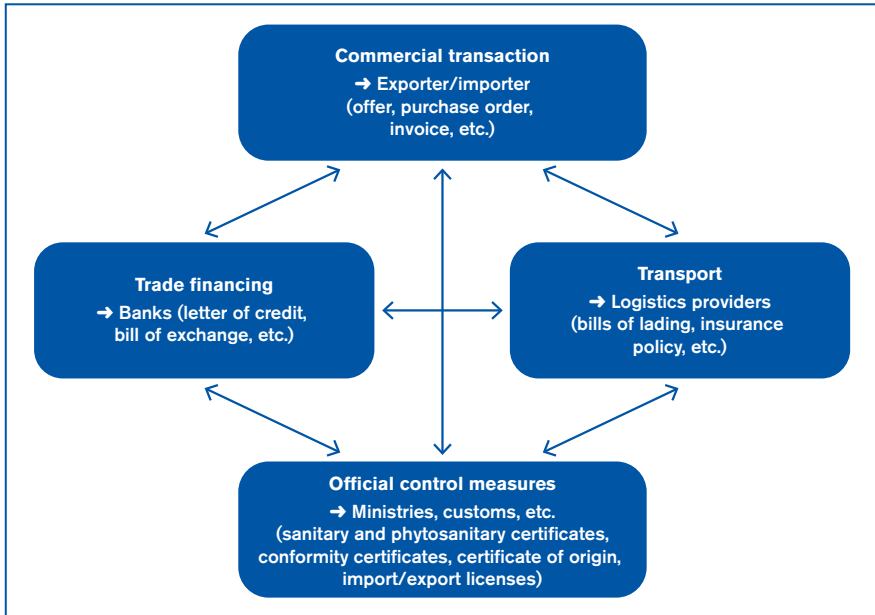 Commercial transaction
➜ Exporter/importer
(offer, purchase order,
invoice, etc.)
Trade financing
➜ Banks (letter of credit,
bill of exchange, etc.)
Transport
➜ Logistics providers
(bills of lading, insurance
policy, etc.)
Official control measures
➜ Ministries, customs, etc.
(sanitary and phytosanitary certificates,
conformity certificates, certificate of origin,
import/export licenses)